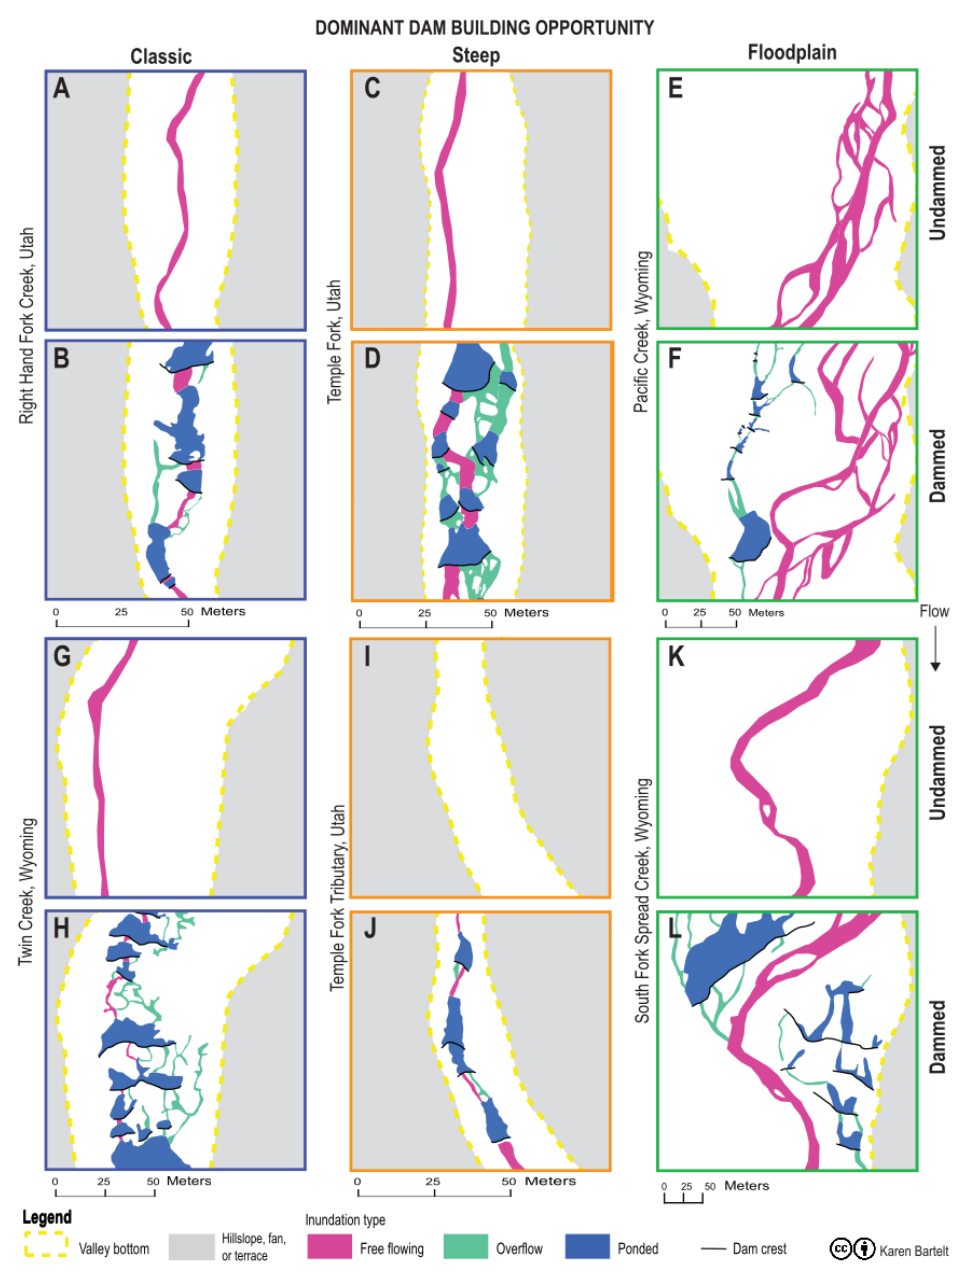 DOMINANT DAM BUILDING OPPORTUNITY
Classic
Steep
Floodplain
A
C
E
Right Hand Fork Creek, Utah
Temple Fork, Utah
Pacific Creek, Wyoming
Undammed
B
D
F
Dammed
0 25 50 Meters
0 25 50 Meters
0 25 50 Meters
Flow
G
I
K
Twin Creek, Wyoming
Temple Fork Tributary, Utah
South Fork Spread Creek, Wyoming
Undammed
H
J
L
Dammed
0 25 50 Meters
0 25 50
0 25 50 Meters
Legend
Inundation type
Valley bottom
Hillslope, fan,
or terrace
Free flowing
Overflow
Ponded
Dam crest
cc
Karen Bartelt